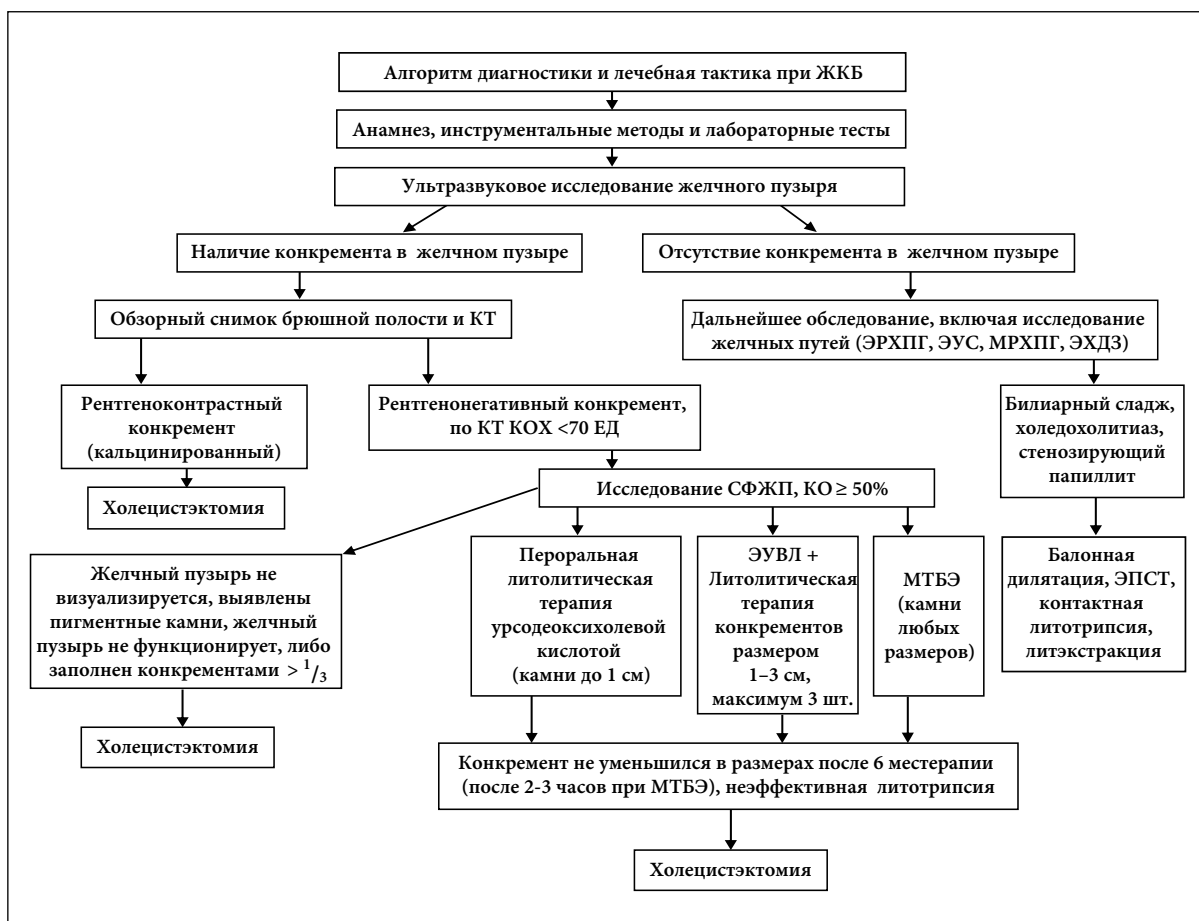 Алгоритм диагностики и лечебная тактика при ЖКБ
Анамнез, инструментальные методы и лабораторные тесты
Ультразвуковое исследование желчного пузыря
Наличие конкремента в желчном пузыре
Отсутствие конкремента в желчном пузыре
Обзорный снимок брюшной полости и КТ
Дальнейшее обследование, включая исследование
желчных путей (ЭРХПГ, ЭУС, МРХПГ, ЭХДЗ)
Рентгеноконтрастный
конкремент
(кальцинированный)
Рентгенонегативный конкремент,
по КТ КОХ <70 ЕД
Билиарный сладж,
холедохолитиаз,
стенозирующий
папиллит
Холецистэктомия
Исследование СФЖП, КО ≥ 50%
Желчный пузырь не
визуализируется, выявлены
пигментные камни, желчный
пузырь не функционирует, либо
заполнен конкрементами > 1/3
Пероральная
литолитическая
терапия
урсодеоксихолевой
кислотой
(камни до 1 см)
ЭУВЛ +
Литолитическая
терапия
конкрементов
размером
1–3 см,
максимум 3 шт.
МТБЭ
(камни
любых
размеров)
Балонная
дилятация, ЭПСТ,
контактная
литотрипсия,
литэкстракция
Холецистэктомия
Конкремент не уменьшился в размерах после 6 местерапии
(после 2-3 часов при МТБЭ), неэффективная литотрипсия
Холецистэктомия